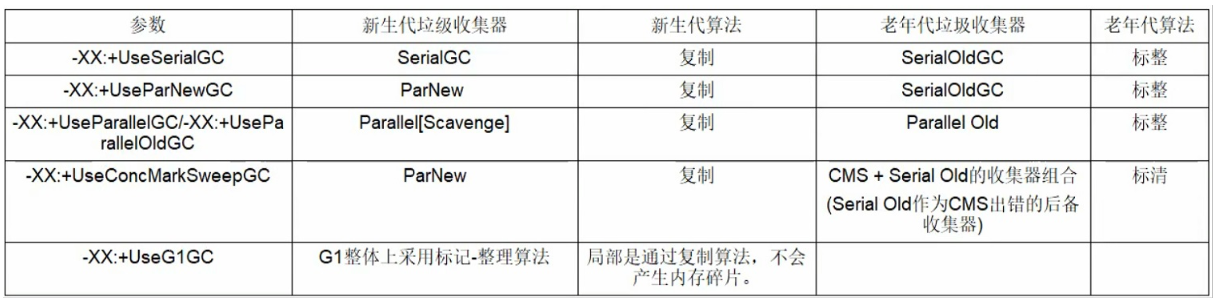 参数 新生代垃圾收集器 新生代算法 老年代垃圾收集器 老年代算法
-XX:+UseSerialGC SerialGC 复制 SerialOldGC 标整
-XX:+UseParNewGC ParNew 复制 SerialOldGC 标整
-XX:+UseParallelGC/-XX:+UsePa Parallel[Scavenge] 复制 Parallel Old 标整
rallelOldGC
-XX:+UseConcMarkSweepGC ParNew 复制 CMS + Serial Old的收集器组合 标清
(Serial Old作为CMS出错的后备
收集器)
-XX:+UseG1GC G1整体上采用标记-整理算法 局部是通过复制算法，不会
产生内存碎片。